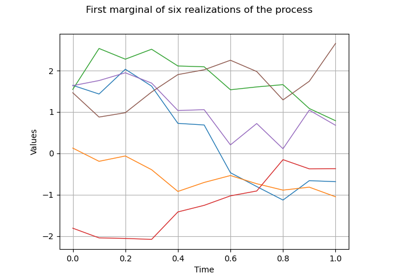 First marginal of six realizations of the process
Values
2
1
0
−1
−2
0.0 0.2 0.4 0.6 0.8 1.0
Time